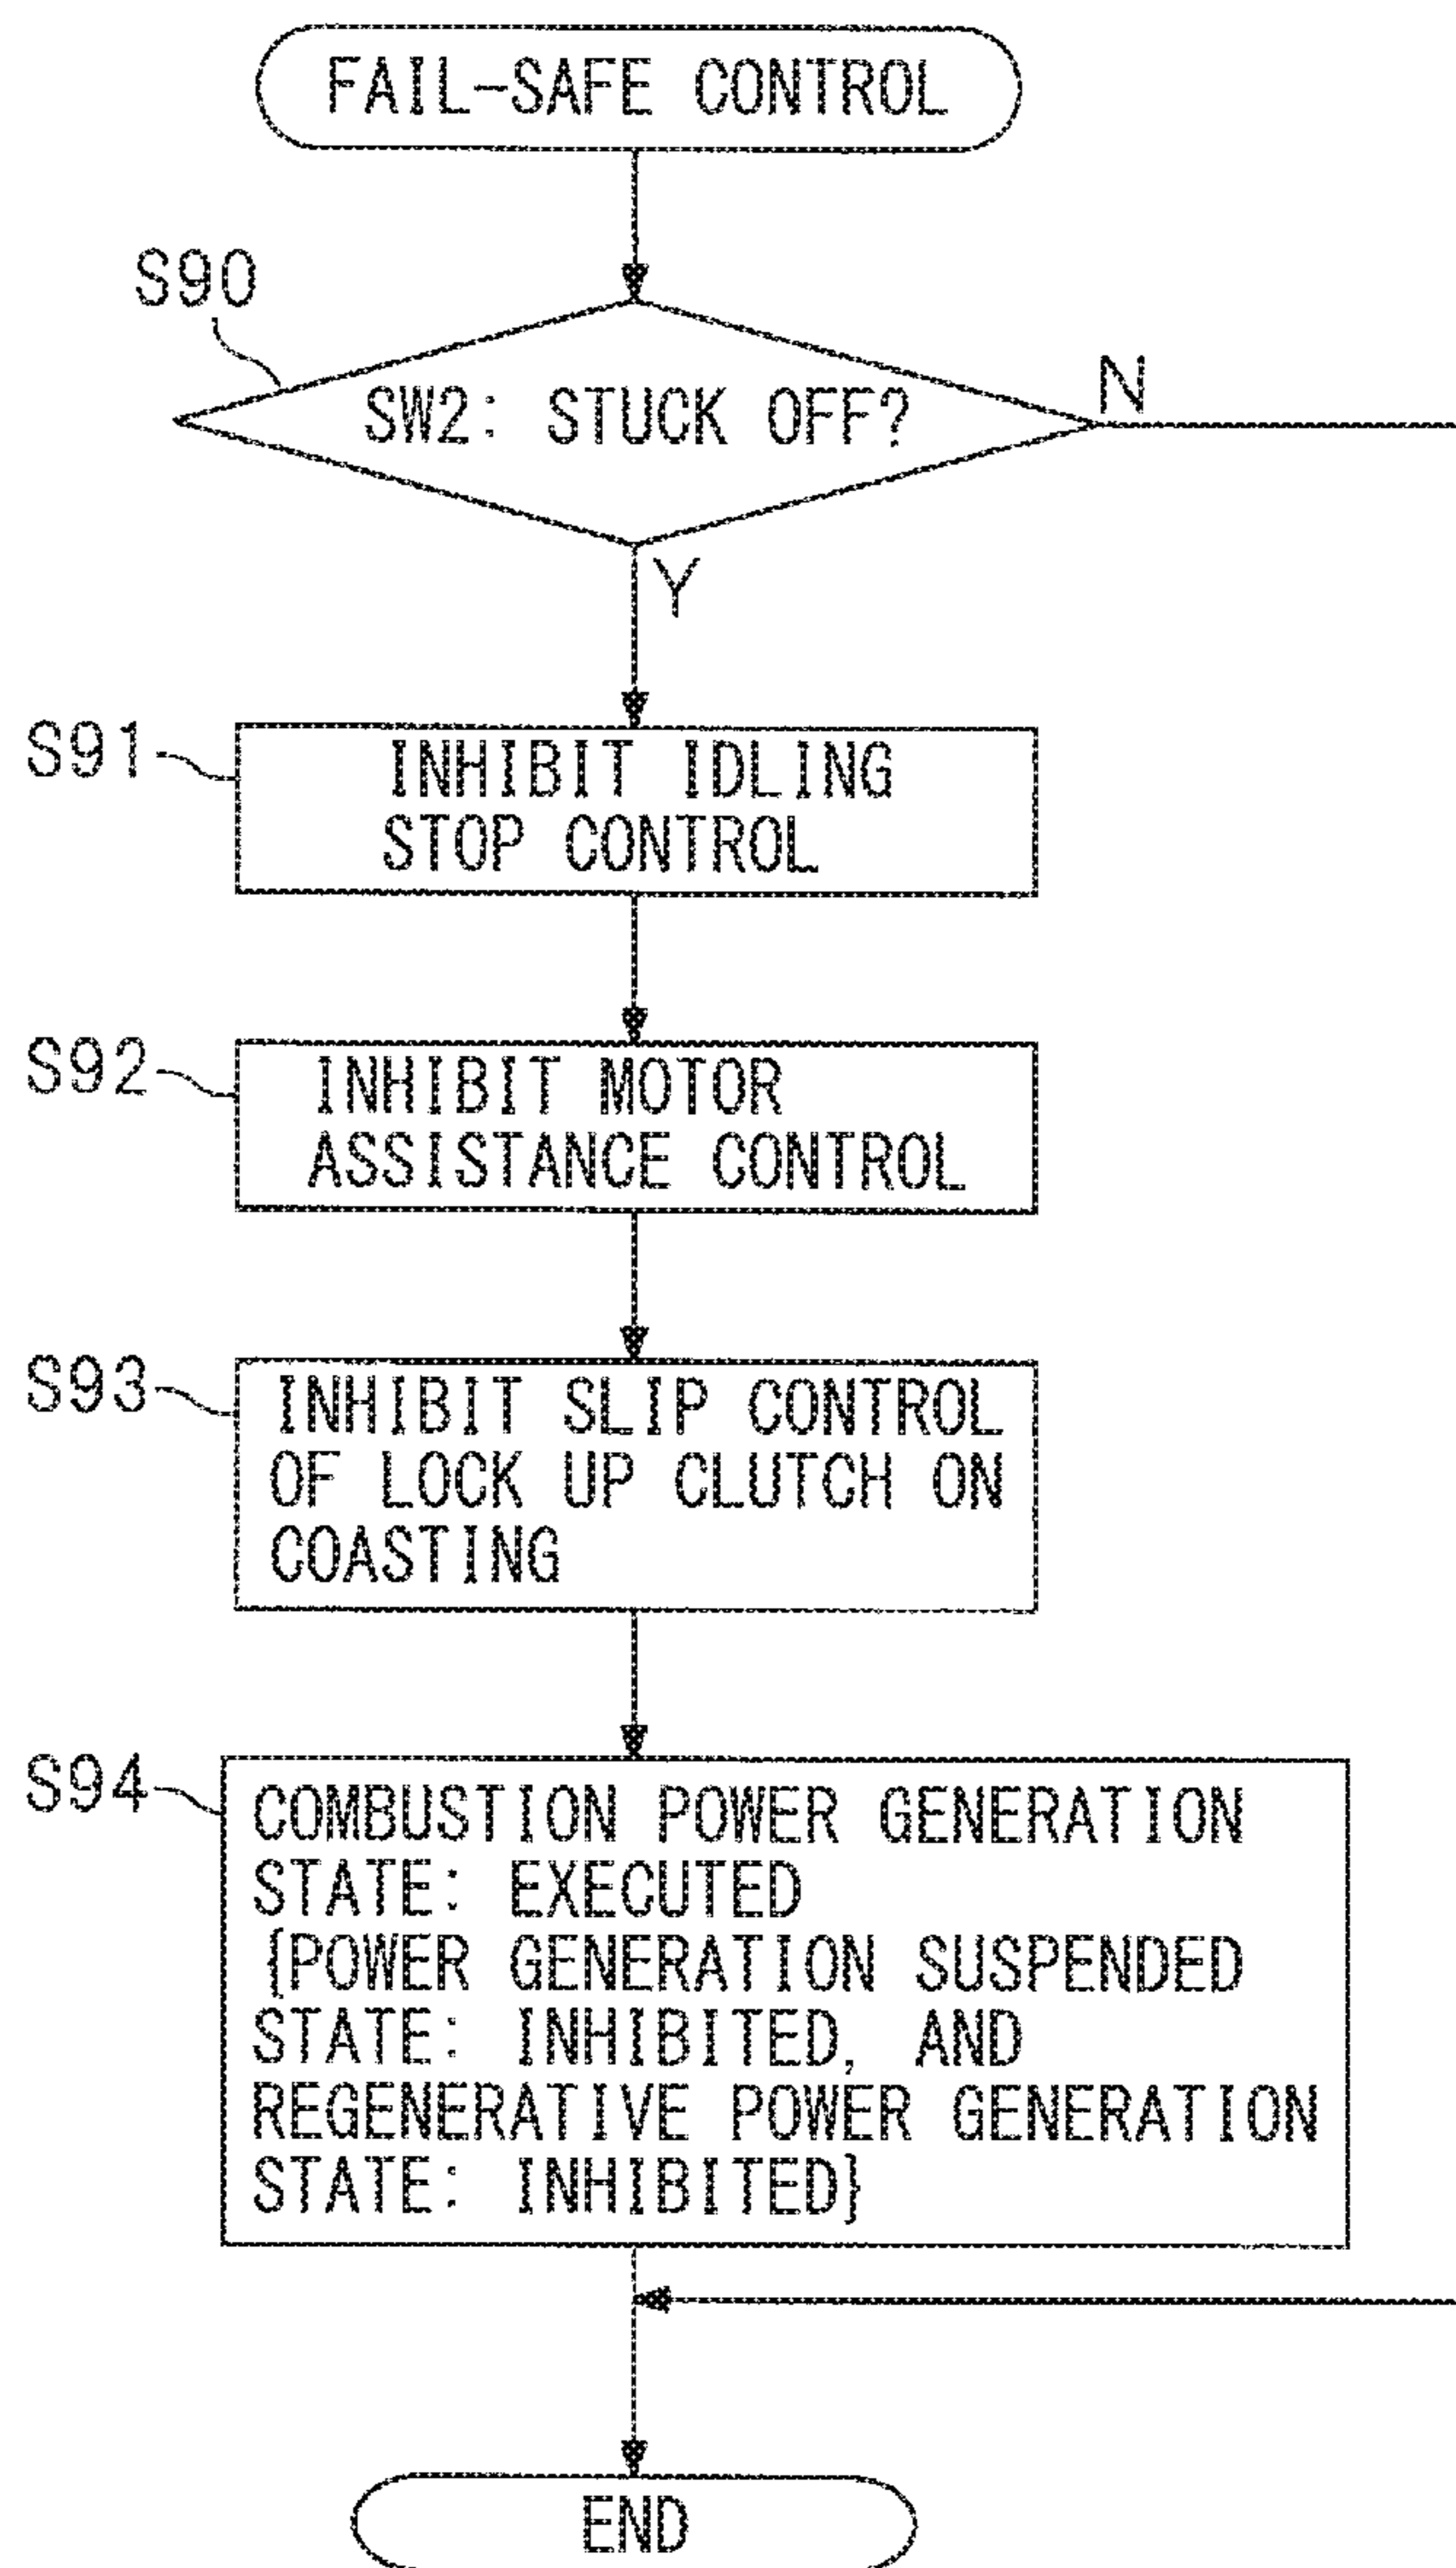 FAIL-SAFE CONTROL
S90
SW2: STUCK OFF?
N
Y
S91
INHIBIT IDLING
STOP CONTROL
S92
INHIBIT MOTOR
ASSISTANCE CONTROL
S93
INHIBIT SLIP CONTROL
OF LOCK UP CLUTCH ON
COASTING
S94
COMBUSTION POWER GENERATION
STATE: EXECUTED
{POWER GENERATION SUSPENDED
STATE: INHIBITED, AND
REGENERATIVE POWER GENERATION
STATE: INHIBITED}
END